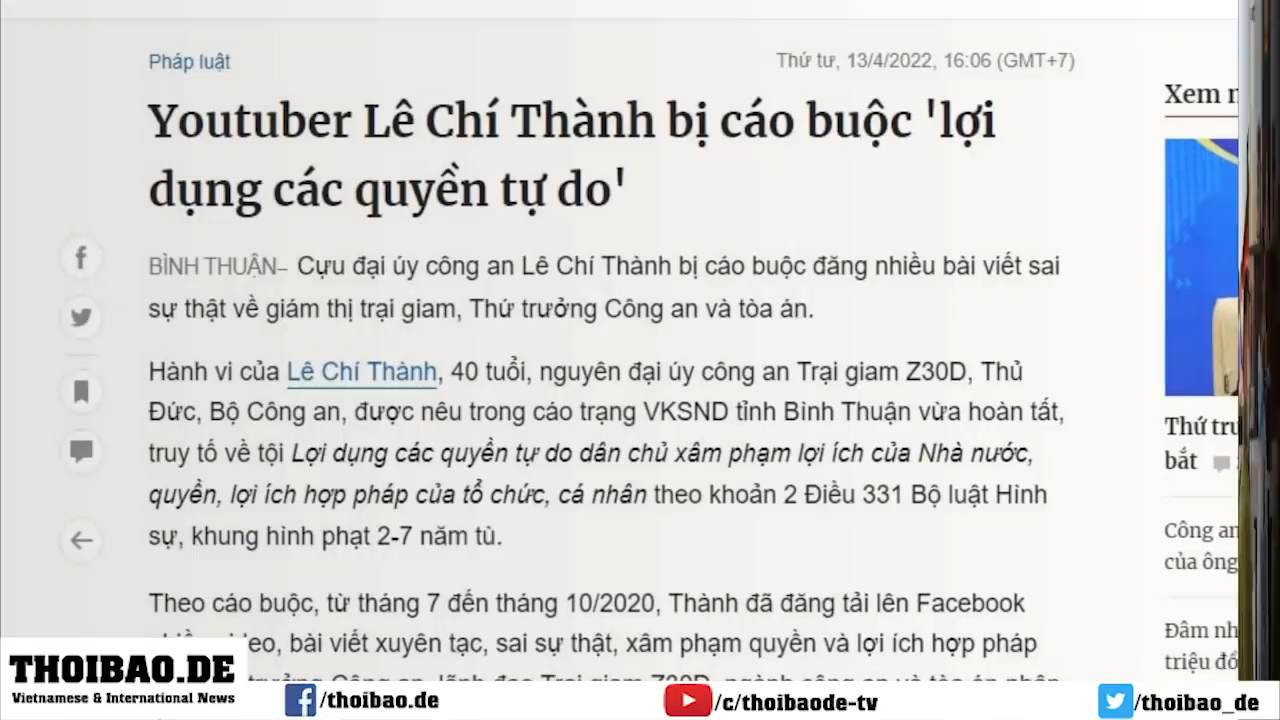 Pháp luật
Thứ tư, 13/4/2022, 16:06 (GMT+7)
Youtuber Lê Chí Thành bị cáo buộc 'lợi
dụng các quyền tự do'
BÌNH THUẬN– Cựu đại úy công an Lê Chí Thành bị cáo buộc đăng nhiều bài viết sai
sự thật về giám thị trại giam, Thứ trưởng Công an và tòa án.
Hành vi của Lê Chí Thành, 40 tuổi, nguyên đại úy công an Trại giam Z30D, Thủ
Đức, Bộ Công an, được nêu trong cáo trạng VKSND tỉnh Bình Thuận vừa hoàn tất,
truy tố về tội Lợi dụng các quyền tự do dân chủ xâm phạm lợi ích của Nhà nước,
quyền, lợi ích hợp pháp của tổ chức, cá nhân theo khoản 2 Điều 331 Bộ luật Hình
sự, khung hình phạt 2-7 năm tù.
Theo cáo buộc, từ tháng 7 đến tháng 10/2020, Thành đã đăng tải lên Facebook
bài viết xuyên tạc, sai sự thật, xâm phạm quyền và lợi ích hợp pháp
Xem
Thứ
bắt
Công an
của ông
Đâm
triệu
THOIBAO.DE
Vietnamese & International News
/thoibao.de
/c/thoibaode-tv
/thoibao_de